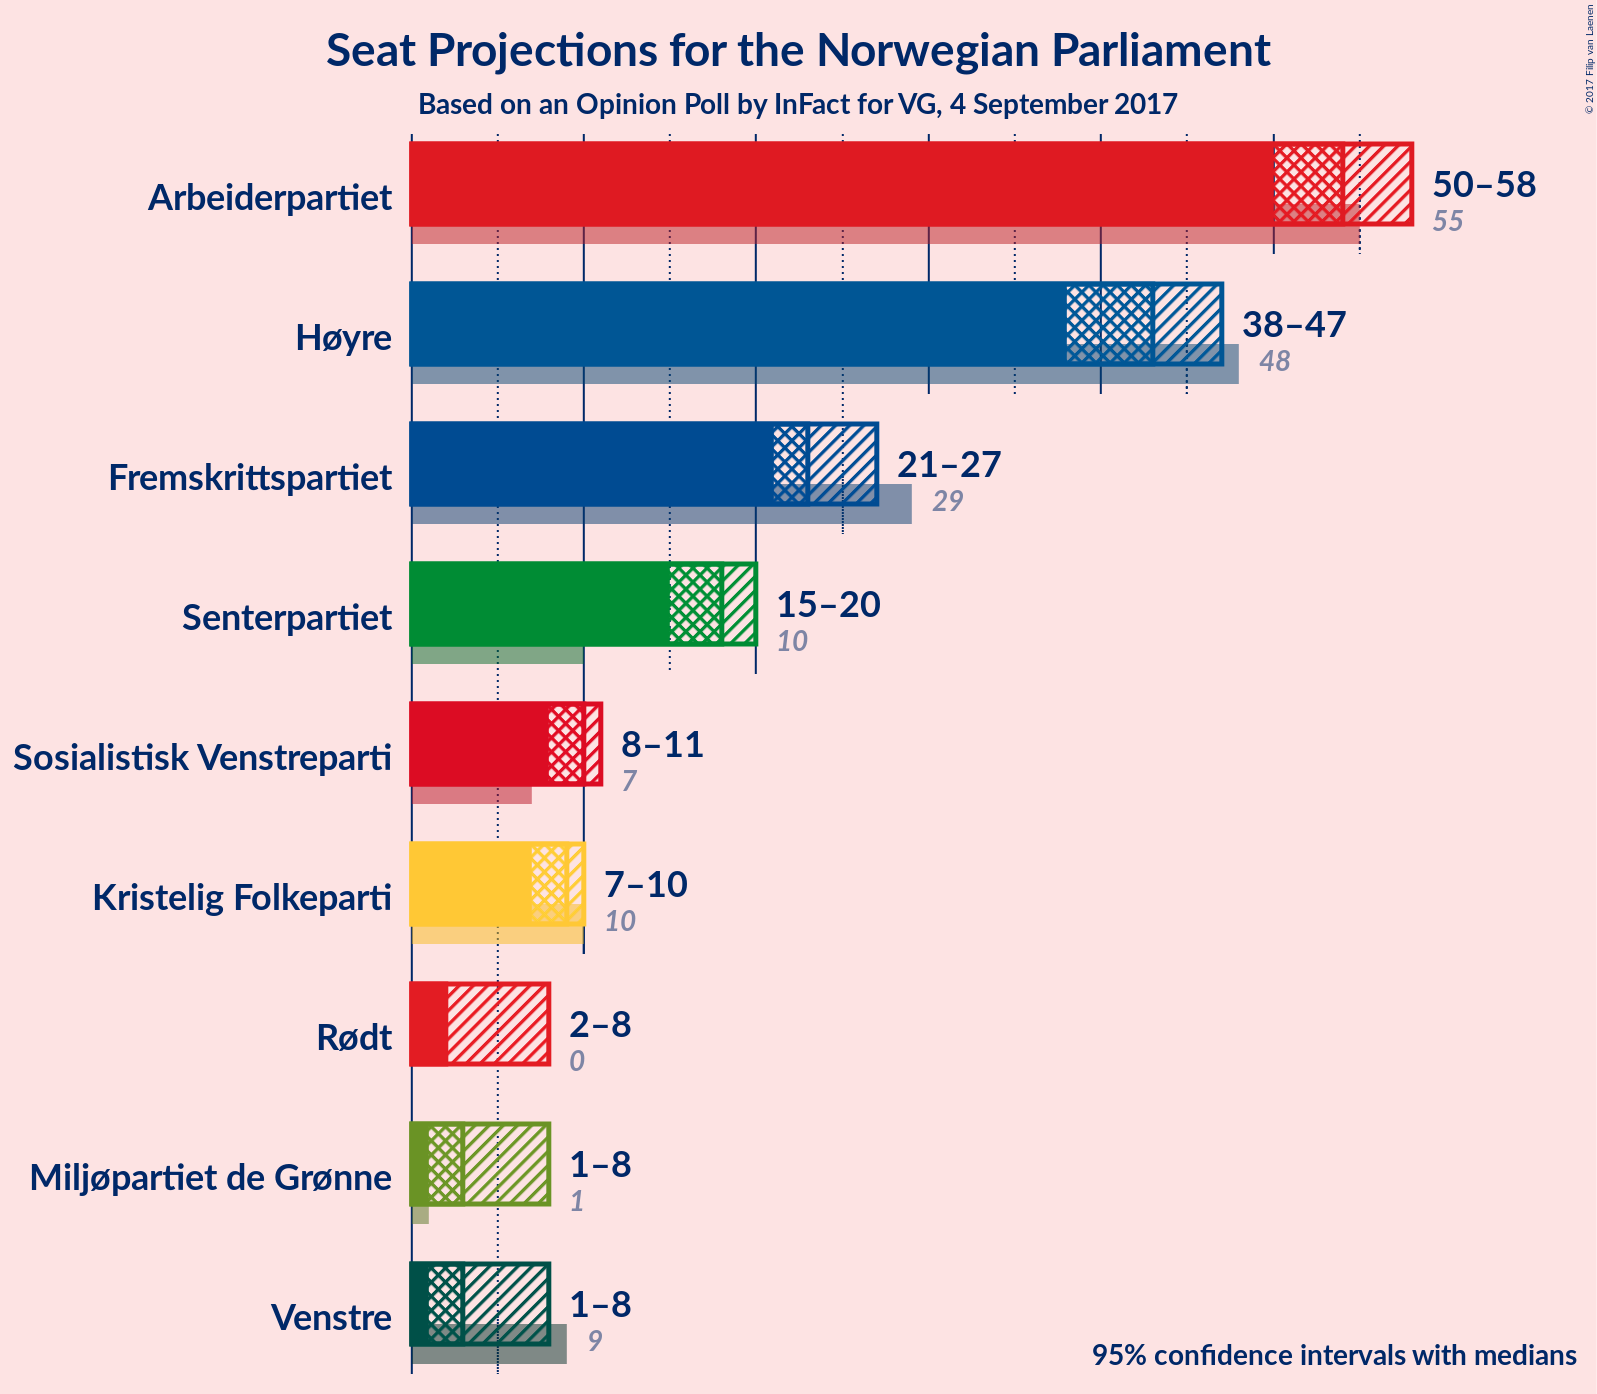 © 2017 Filip van Laenen
Seat Projections for the Norwegian Parliament
Based on an Opinion Poll by InFact for VG, 4 September 2017
Arbeiderpartiet
50–58
55
Høyre
38–47
48
Fremskrittspartiet
21–27
29
Senterpartiet
15–20
10
Sosialistisk Venstreparti
8–11
7
Kristelig Folkeparti
7–10
10
Rødt
2–8
0
Miljøpartiet de Grønne
1–8
1
Venstre
1–8
9
95% confidence intervals with medians